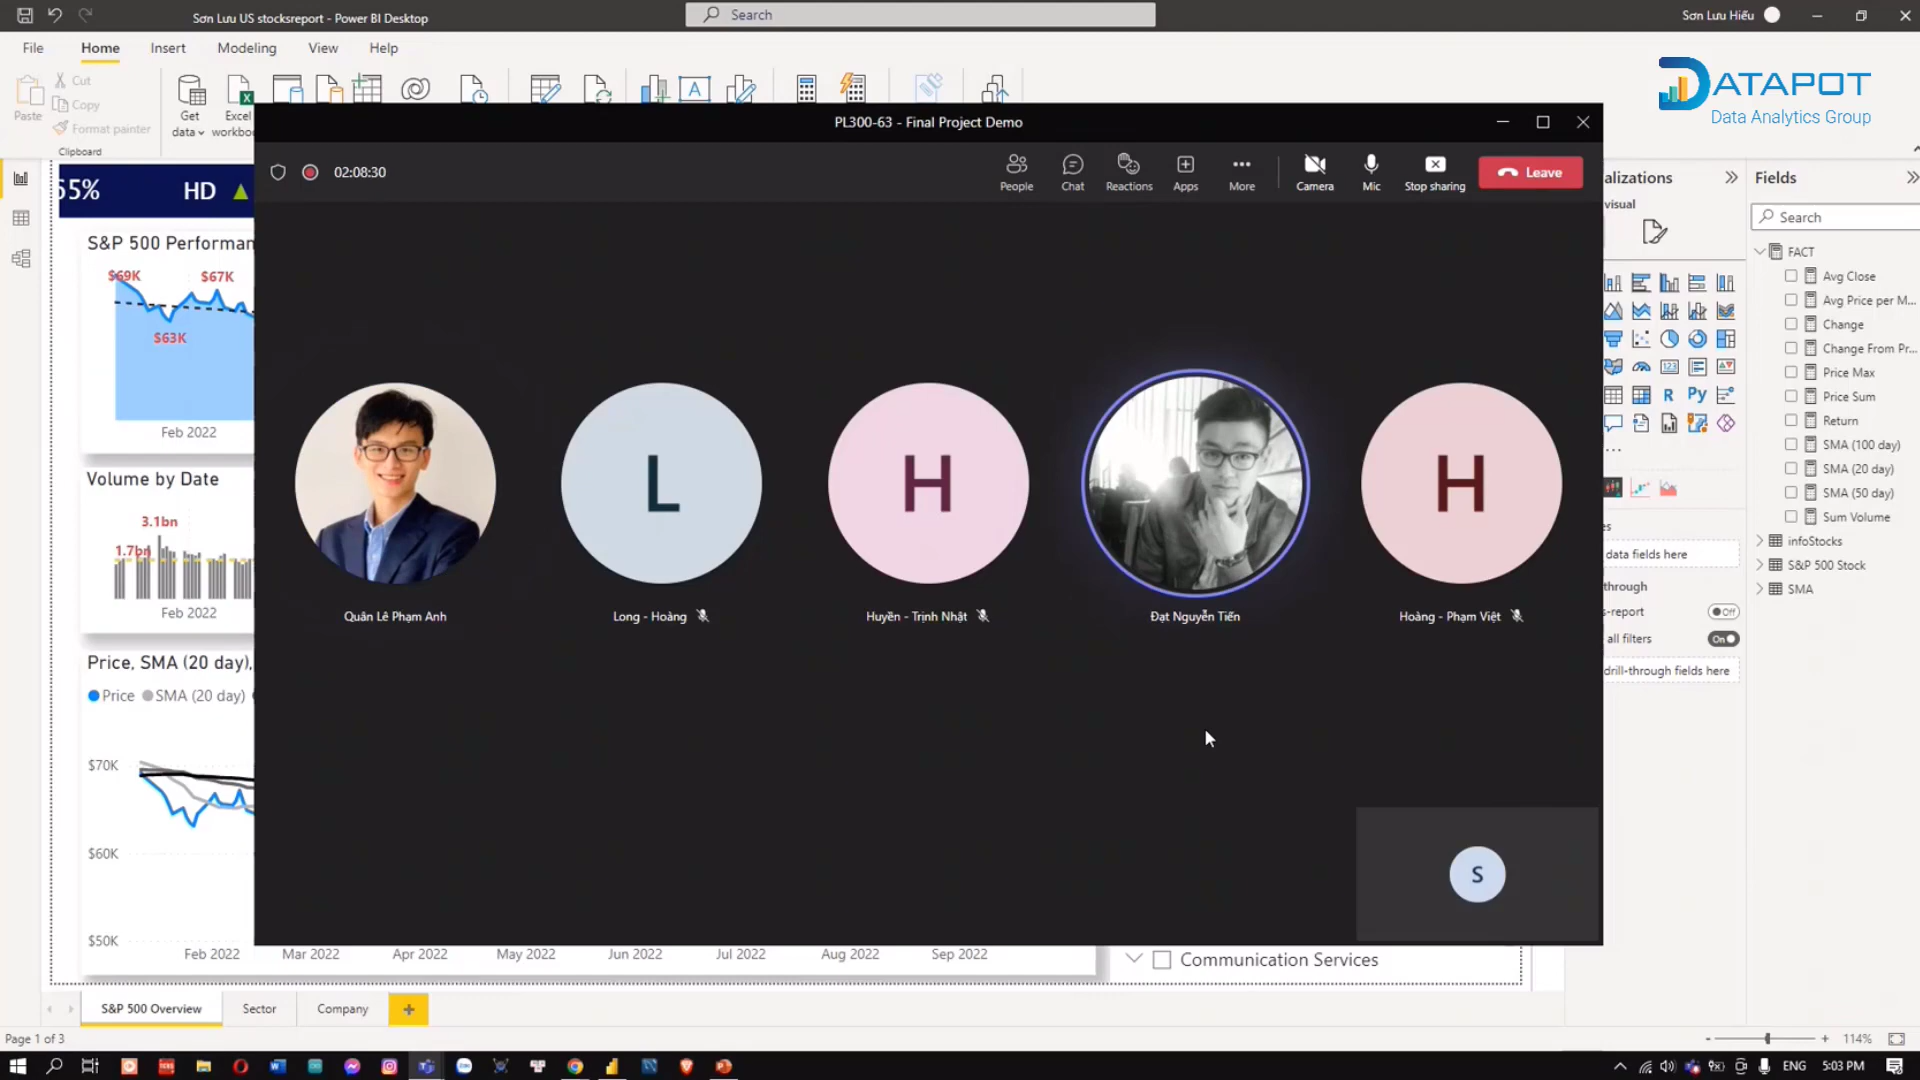 Sơn Lưu US stocksreport - Power BI Desktop
Search
Sơn Lưu Hiếu
File
Home
Insert
Modeling
View
Help
Paste
Cut
Copy
Format painter
Clipboard
Get
data
Excel
workbo
DATAPOT
Data Analytics Group
PL300-63 - Final Project Demo
02:08:30
People
Chat
Reactions
Apps
More
Camera
Mic
Stop sharing
Leave
55%
HD
S&P 500 Performan
$69K
$67K
$63K
Feb 2022
Volume by Date
3.1bn
1.7bn
Feb 2022
Price, SMA (20 day),
Price
SMA (20 day)
$70K
$60K
$50K
Feb 2022
Mar 2022
Apr 2022
May 2022
Jun 2022
Jul 2022
Aug 2022
Sep 2022
Communication Services
L
H
H
Quân Lê Phạm Anh
Long - Hoàng
Huyền - Trịnh Nhật
Đạt Nguyễn Tiến
Hoàng - Phạm Việt
S
alizations
visual
R
Py
123
...
es
data fields here
through
s-report
Off
all filters
On
drill-through fields here
Fields
Search
FACT
Avg Close
Avg Price per M...
Change
Change From Pr...
Price Max
Price Sum
Return
SMA (100 day)
SMA (20 day)
SMA (50 day)
Sum Volume
infoStocks
S&P 500 Stock
SMA
S&P 500 Overview
Sector
Company
Page 1 of 3
114%
ENG
5:03 PM